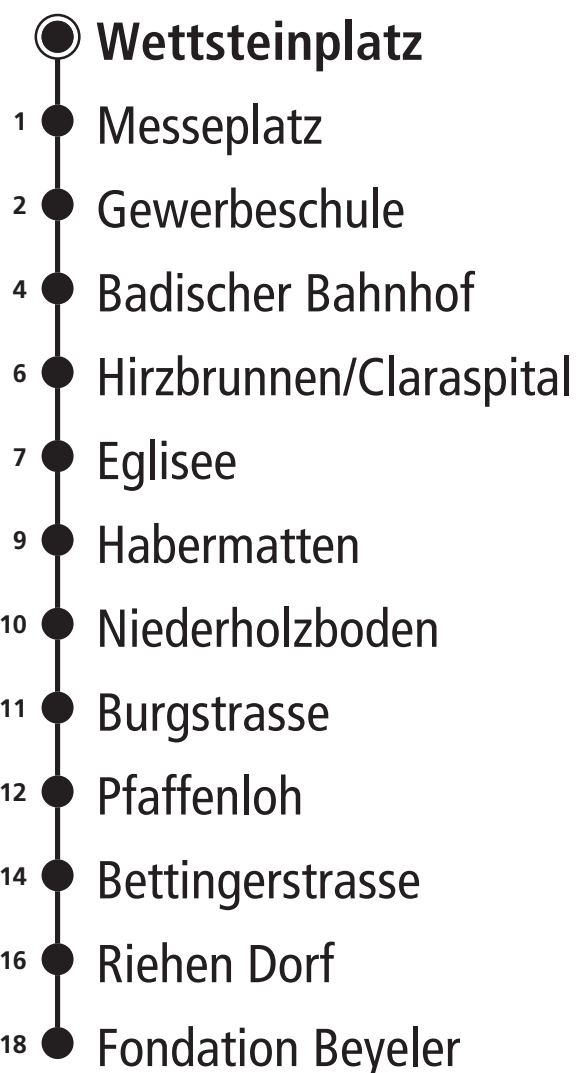 Wettsteinplatz
1 Messeplatz
2 Gewerbeschule
4 Badischer Bahnhof
6 Hirzbrunnen/Claraspital
7 Eglisee
9 Habermatten
10 Niederholzboden
11 Burgstrasse
12 Pfaffenloh
14 Bettingerstrasse
16 Riehen Dorf
18 Fondation Beyeler